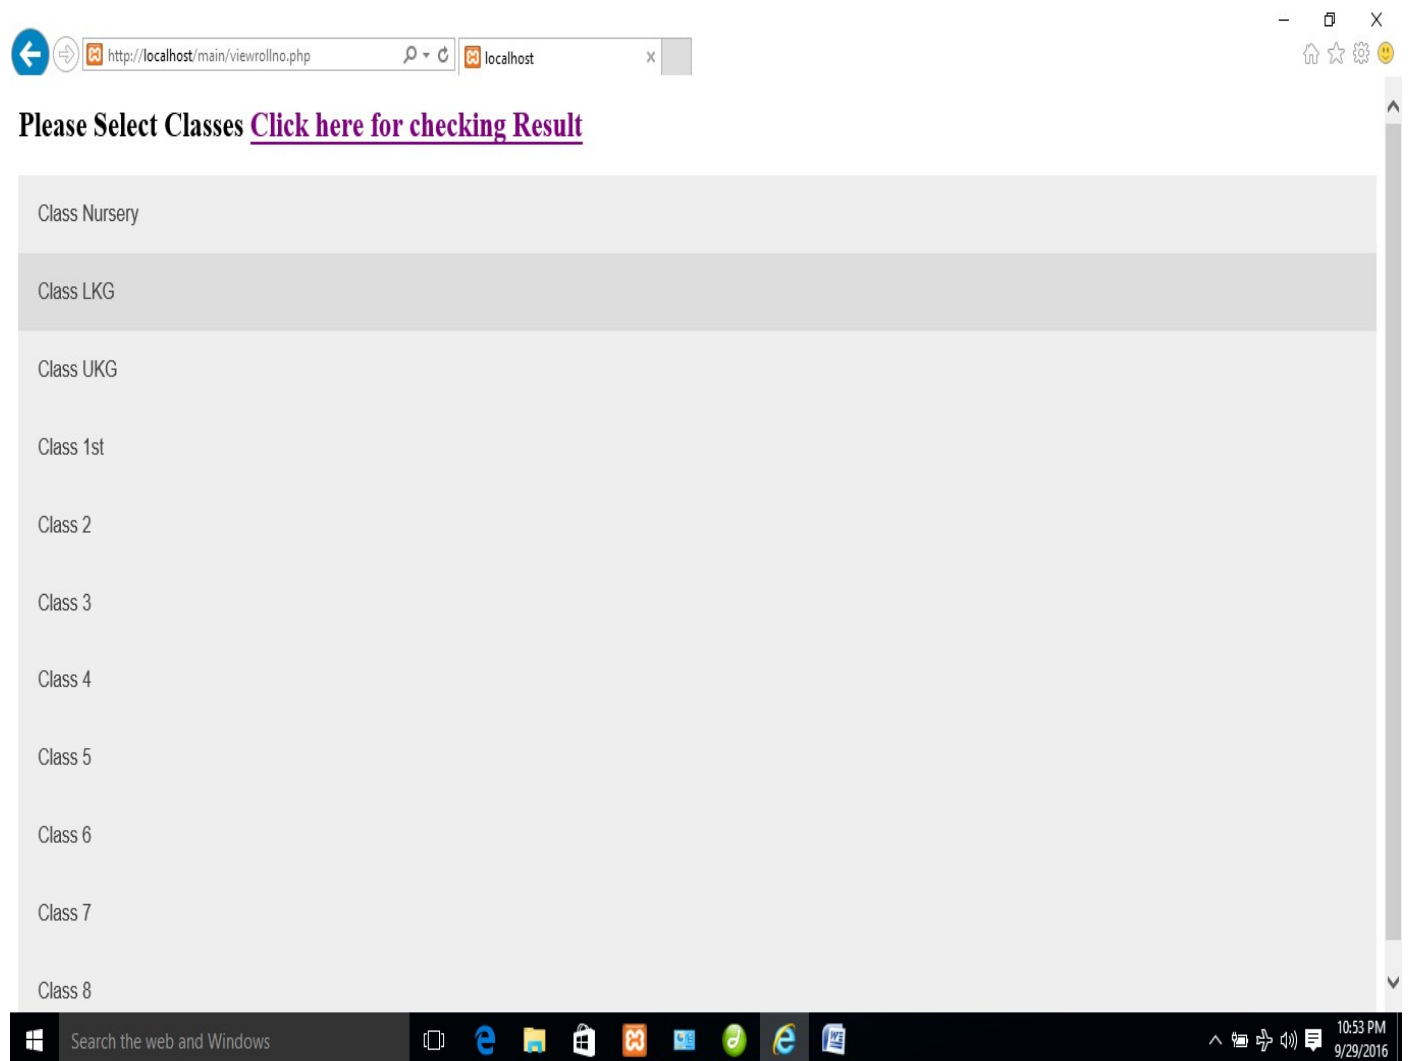 http://localhost/main/viewrollno.php
localhost
Please Select Classes Click here for checking Result
Class Nursery
Class LKG
Class UKG
Class 1st
Class 2
Class 3
Class 4
Class 5
Class 6
Class 7
Class 8
Search the web and Windows
10:53 PM
9/29/2016